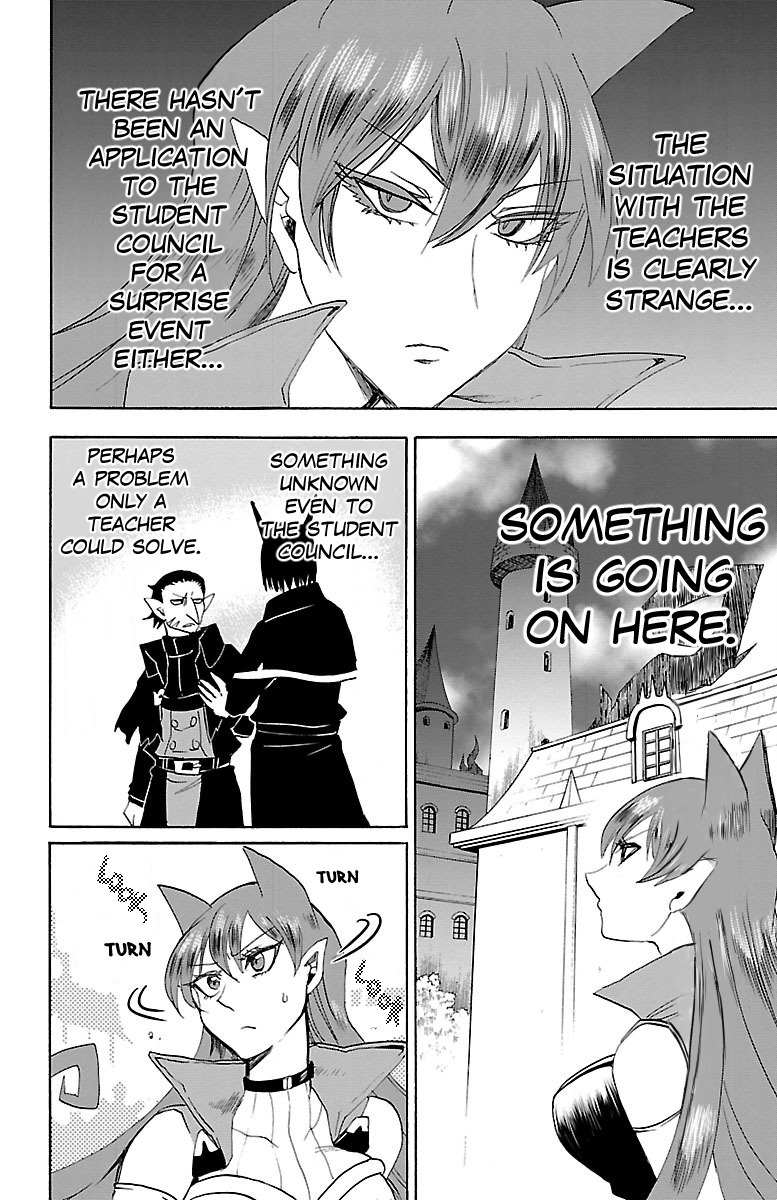 THE
SITUATION
WITH THE
TEACHERS
IS CLEARLY
STRANGE...
THERE HASN'T
BEEN AN
APPLICATION
TO THE
STUDENT
COUNCIL
FOR A
SURPRISE
EVENT
EITHER...
SOMETHING
IS GOING
ON HERE.
SOMETHING
UNKNOWN
EVEN TO
THE STUDENT
COUNCIL...
PERHAPS
A PROBLEM
ONLY A
TEACHER
COULD SOLVE.
TURN
LOOK
TURN
LOOK